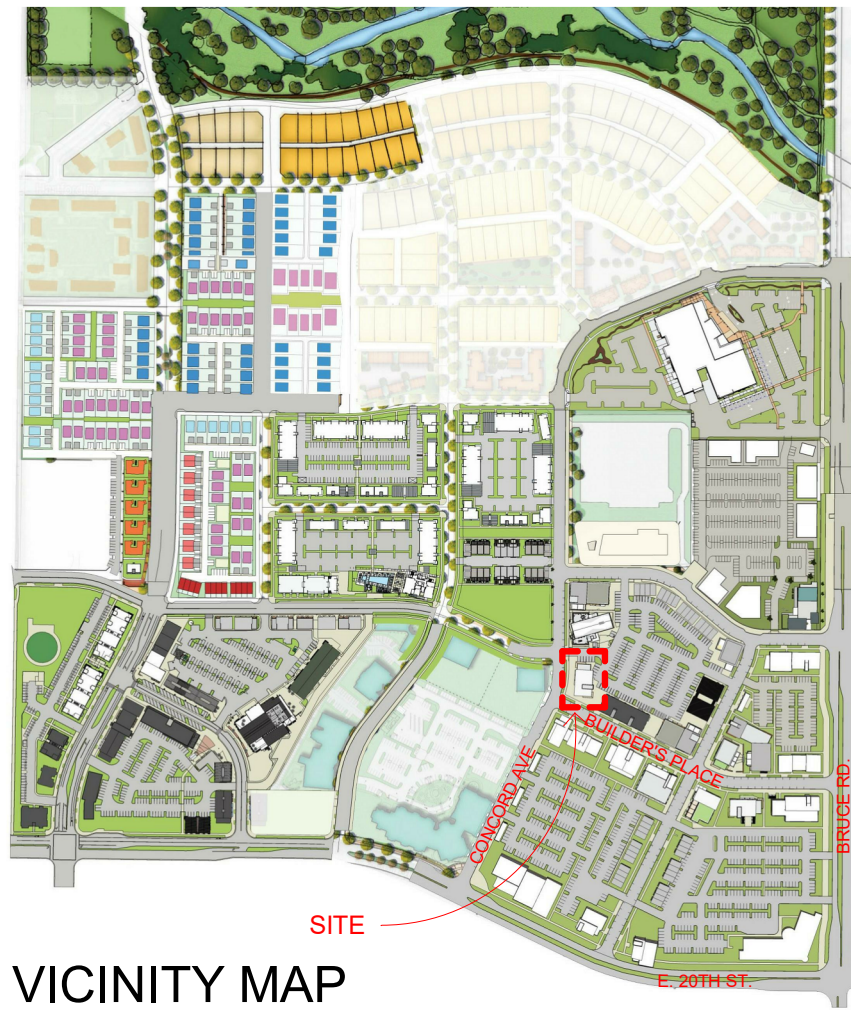 BUILDER'S PLACE
CONCORD AVE
BRUCE RD.
SITE
E. 20TH ST.
VICINITY MAP